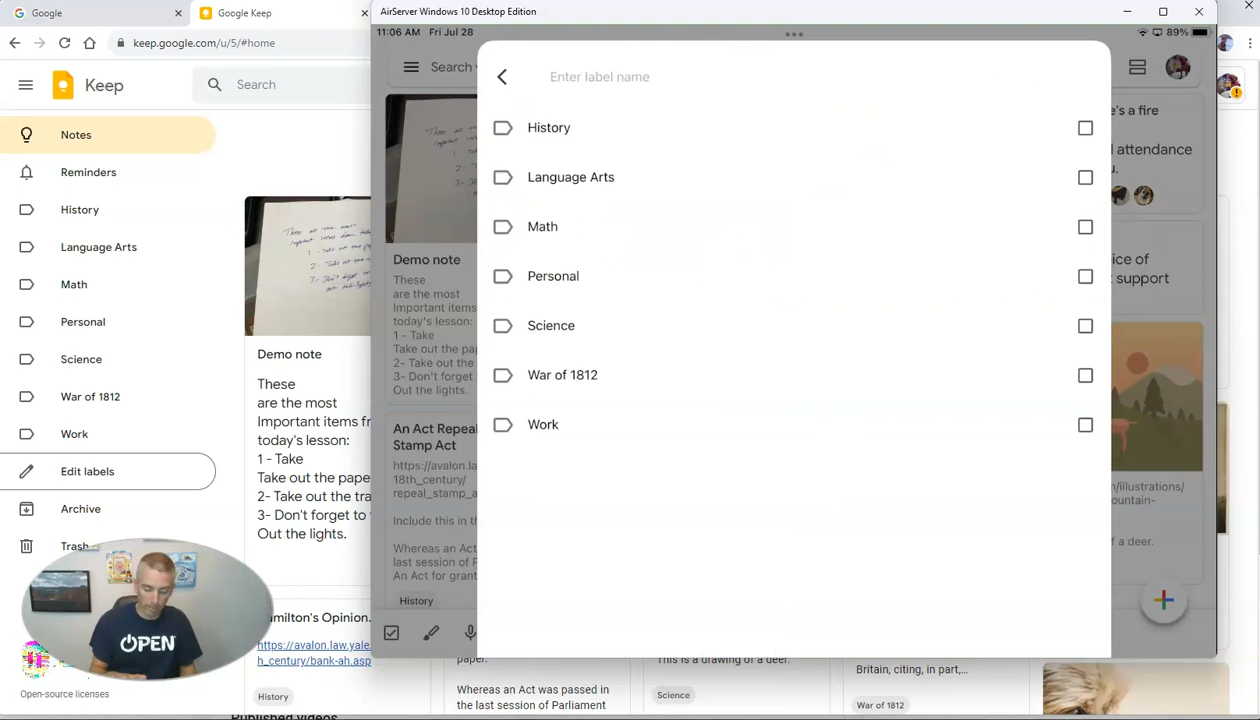 Google
Google Keep
AirServer Windows 10 Desktop Edition
keep.google.com/u/5/#home
11:06 AM Fri Jul 28
89%
Keep
Search
Search
Enter label name
Notes
Reminders
History
Language Arts
Math
Personal
Science
War of 1812
Work
Edit labels
Archive
Trash
Open-source licenses
Demo note
These
are the most
Important items
today's lesson:
1 - Take
Take out the paper
2- Take out the tra
3- Don't forget to
Out the lights.
Hamilton's Opinion.
https://avalon.law.yale.
h_century/bank-ah.asp
History
Published videos
Demo note
These
are the most
Important items
today's lesson:
1 - Take
Take out the
2- Take out the
3- Don't forget
Out the lights.
An Act Repeal
Stamp Act
https://avalon.la
18th_century/
repeal_stamp_a
Include this in t
Whereas an Act
last session of P
An Act for grant
History
History
Language Arts
Math
Personal
Science
War of 1812
Work
's a fire
attendance
u.
oice of
t support
m/illustrations/
ountain-
of a deer.
Whereas an Act was passed in
the last session of Parliament
This is a drawing of a deer.
Science
Britain, citing, in part,...
War of 1812
OPEN